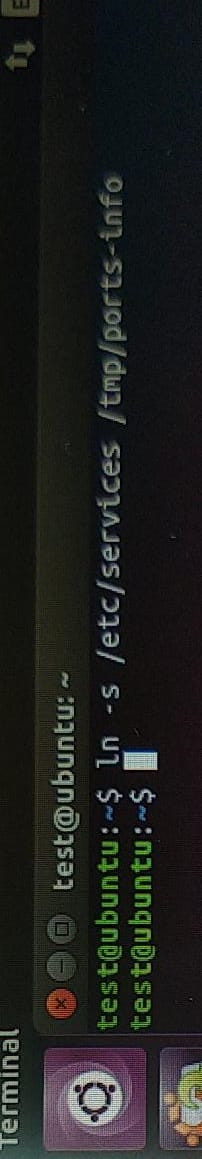 Terminal
test@ubuntu: ~
test@ubuntu:~$ ln -s /etc/services /tmp/ports-info
test@ubuntu:~$